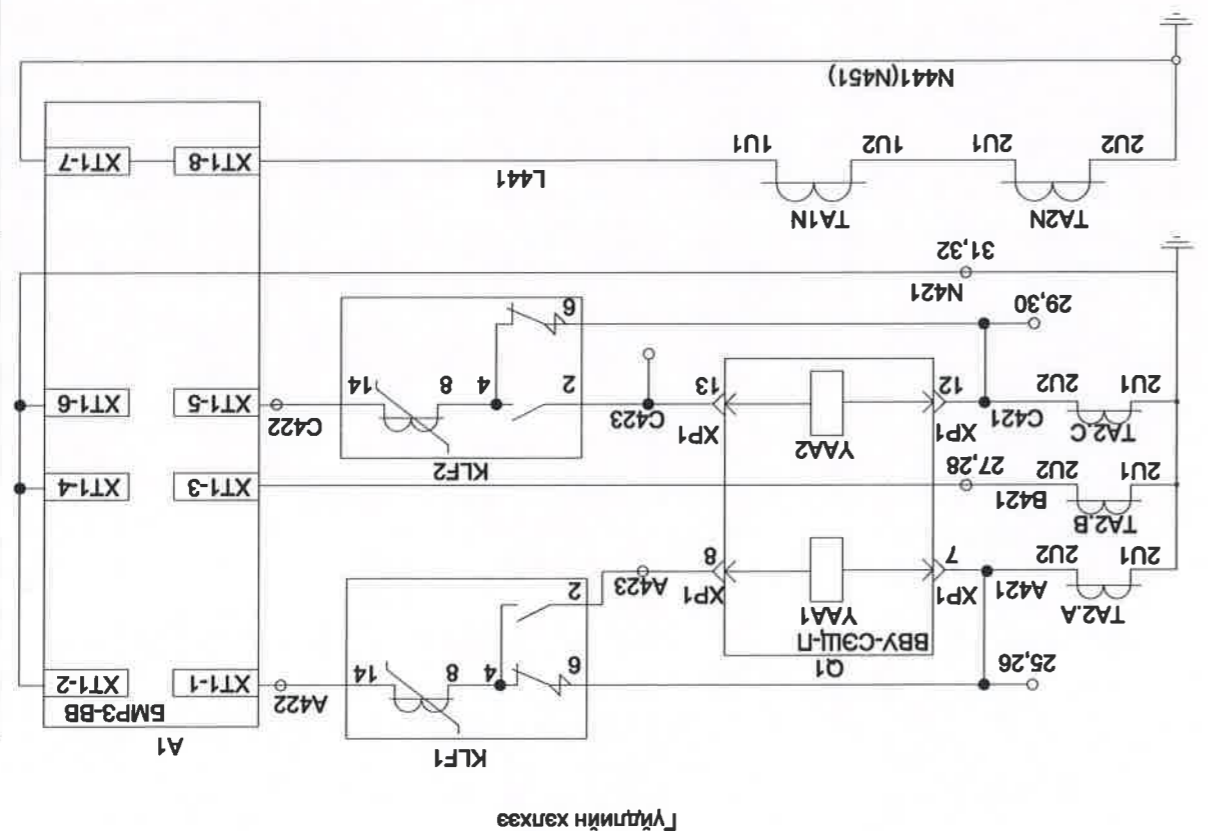 Гүйдлийн хэлхээ
KLF1
A1
Q1
ВВУ-СЭЩ-П
БМРЗ-ВВ
25,26
6
4
8
14
A422
XT1-1
XT1-2
TA2.A
2U1
2U2
A421
XP1
7
YAA1
XP1
8
A423
2
TA2.B
2U1
2U2
B421
27,28
XT1-3
XT1-4
KLF2
TA2.C
2U1
2U2
C421
XP1
12
YAA2
XP1
13
C423
2
4
8
14
C422
XT1-5
XT1-6
29,30
6
N421
31,32
TA2N
TA1N
2U2
2U1
1U2
1U1
L441
XT1-8
XT1-7
N441(N451)